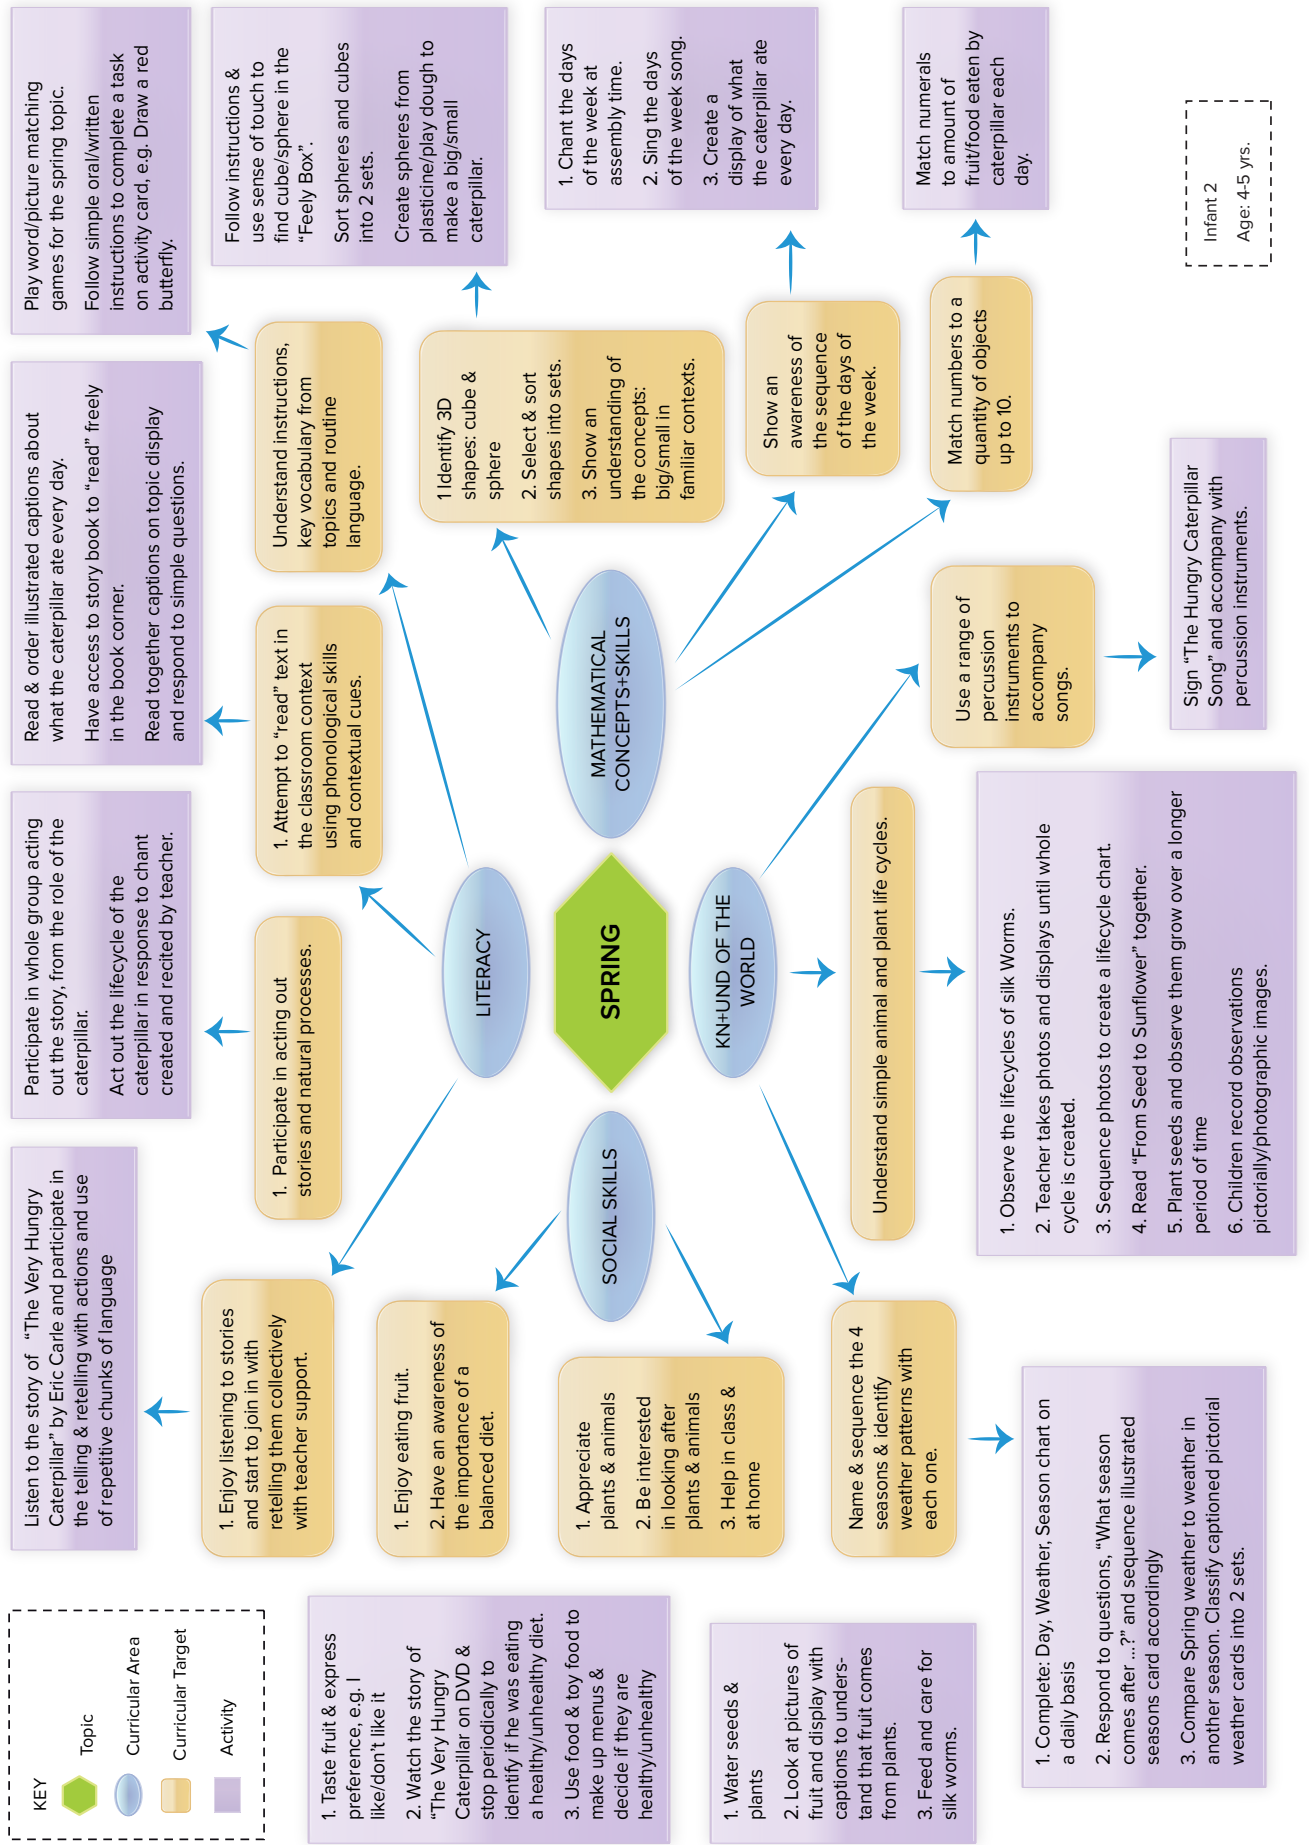 KEY
Topic
Curricular Area
Curricular Target
Activity
Listen to the story of “The Very Hungry
Caterpillar” by Eric Carle and participate in
the telling & retelling with actions and use
of repetitive chunks of language
Participate in whole group acting
out the story, from the role of the
caterpillar.
Act out the lifecycle of the
caterpillar in response to chant
created and recited by teacher.
Read & order illustrated captions about
what the caterpillar ate every day.
Have access to story book to “read” freely
in the book corner.
Read together captions on topic display
and respond to simple questions.
Play word/picture matching
games for the spring topic.
Follow simple oral/written
instructions to complete a task
on activity card, e.g. Draw a red
butterfly.
1. Enjoy listening to stories
and start to join in with
retelling them collectively
with teacher support.
1. Participate in acting out
stories and natural processes.
1. Attempt to “read” text in
the classroom context
using phonological skills
and contextual cues.
Understand instructions,
key vocabulary from
topics and routine
language.
Follow instructions &
use sense of touch to
find cube/sphere in the
“Feely Box”.
Sort spheres and cubes
into 2 sets.
Create spheres from
plasticine/play dough to
make a big/small
caterpillar.
LITERACY
1. Taste fruit & express
preference, e.g. I
like/don’t like it
2. Watch the story of
“The Very Hungry
Caterpillar on DVD &
stop periodically to
identify if he was eating
a healthy/unhealthy diet.
3. Use food & toy food to
make up menus &
decide if they are
healthy/unhealthy
1. Enjoy eating fruit.
2. Have an awareness of
the importance of a
balanced diet.
1 Identify 3D
shapes: cube &
sphere
2. Select & sort
shapes into sets.
3. Show an
understanding of
the concepts:
big/small in
familiar contexts.
1. Appreciate
plants & animals
2. Be interested
in looking after
plants & animals
3. Help in class &
at home
SOCIAL SKILLS
SPRING
MATHEMATICAL
CONCEPTS+SKILLS
1. Chant the days
of the week at
assembly time.
2. Sing the days
of the week song.
3. Create a
display of what
the caterpillar ate
every day.
1. Water seeds &
plants
2. Look at pictures of
fruit and display with
captions to unders-
tand that fruit comes
from plants.
3. Feed and care for
silk worms.
KN+UND OF THE
WORLD
Show an
awareness of
the sequence
of the days of
the week.
Name & sequence the 4
seasons & identify
weather patterns with
each one.
Understand simple animal and plant life cycles.
Use a range of
percussion
instruments to
accompany
songs.
Match numbers to a
quantity of objects
up to 10.
Match numerals
to amount of
fruit/food eaten by
caterpillar each
day.
1. Complete: Day, Weather, Season chart on
a daily basis
2. Respond to questions, “What season
comes after ...?” and sequence illustrated
seasons card accordingly
3. Compare Spring weather to weather in
another season. Classify captioned pictorial
weather cards into 2 sets.
1. Observe the lifecycles of silk Worms.
2. Teacher takes photos and displays until whole
cycle is created.
3. Sequence photos to create a lifecycle chart.
4. Read “From Seed to Sunflower” together.
5. Plant seeds and observe them grow over a longer
period of time
6. Children record observations
pictorially/photographic images.
Sign “The Hungry Caterpillar
Song” and accompany with
percussion instruments.
Infant 2
Age: 4-5 yrs.